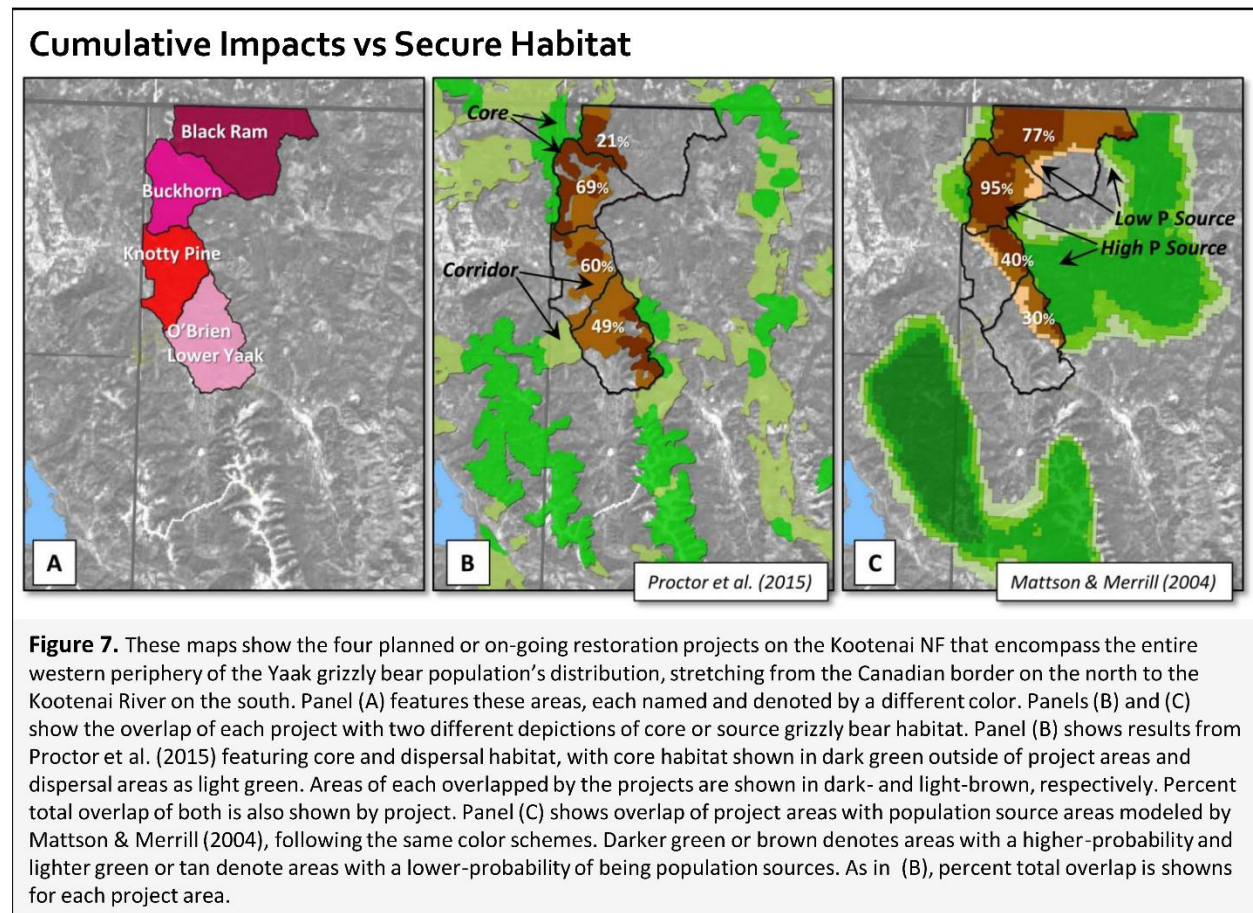 Cumulative Impacts vs Secure Habitat
Black Ram
Buckhorn
Knotty Pine
O'Brien
Lower Yaak
A
Core
21%
69%
Corridor
60%
49%
B
Proctor et al. (2015)
77%
95%
Low P Source
High P Source
40%
30%
C
Mattson & Merrill (2004)
Figure 7. These maps show the four planned or on-going restoration projects on the Kootenai NF that encompass the entire
western periphery of the Yaak grizzly bear population's distribution, stretching from the Canadian border on the north to the
Kootenai River on the south. Panel (A) features these areas, each named and denoted by a different color. Panels (B) and (C)
show the overlap of each project with two different depictions of core or source grizzly bear habitat. Panel (B) shows results from
Proctor et al. (2015) featuring core and dispersal habitat, with core habitat shown in dark green outside of project areas and
dispersal areas as light green. Areas of each overlapped by the projects are shown in dark- and light-brown, respectively. Percent
total overlap of both is also shown by project. Panel (C) shows overlap of project areas with population source areas modeled by
Mattson & Merrill (2004), following the same color schemes. Darker green or brown denotes areas with a higher-probability and
lighter green or tan denote areas with a lower-probability of being population sources. As in (B), percent total overlap is showns
for each project area.